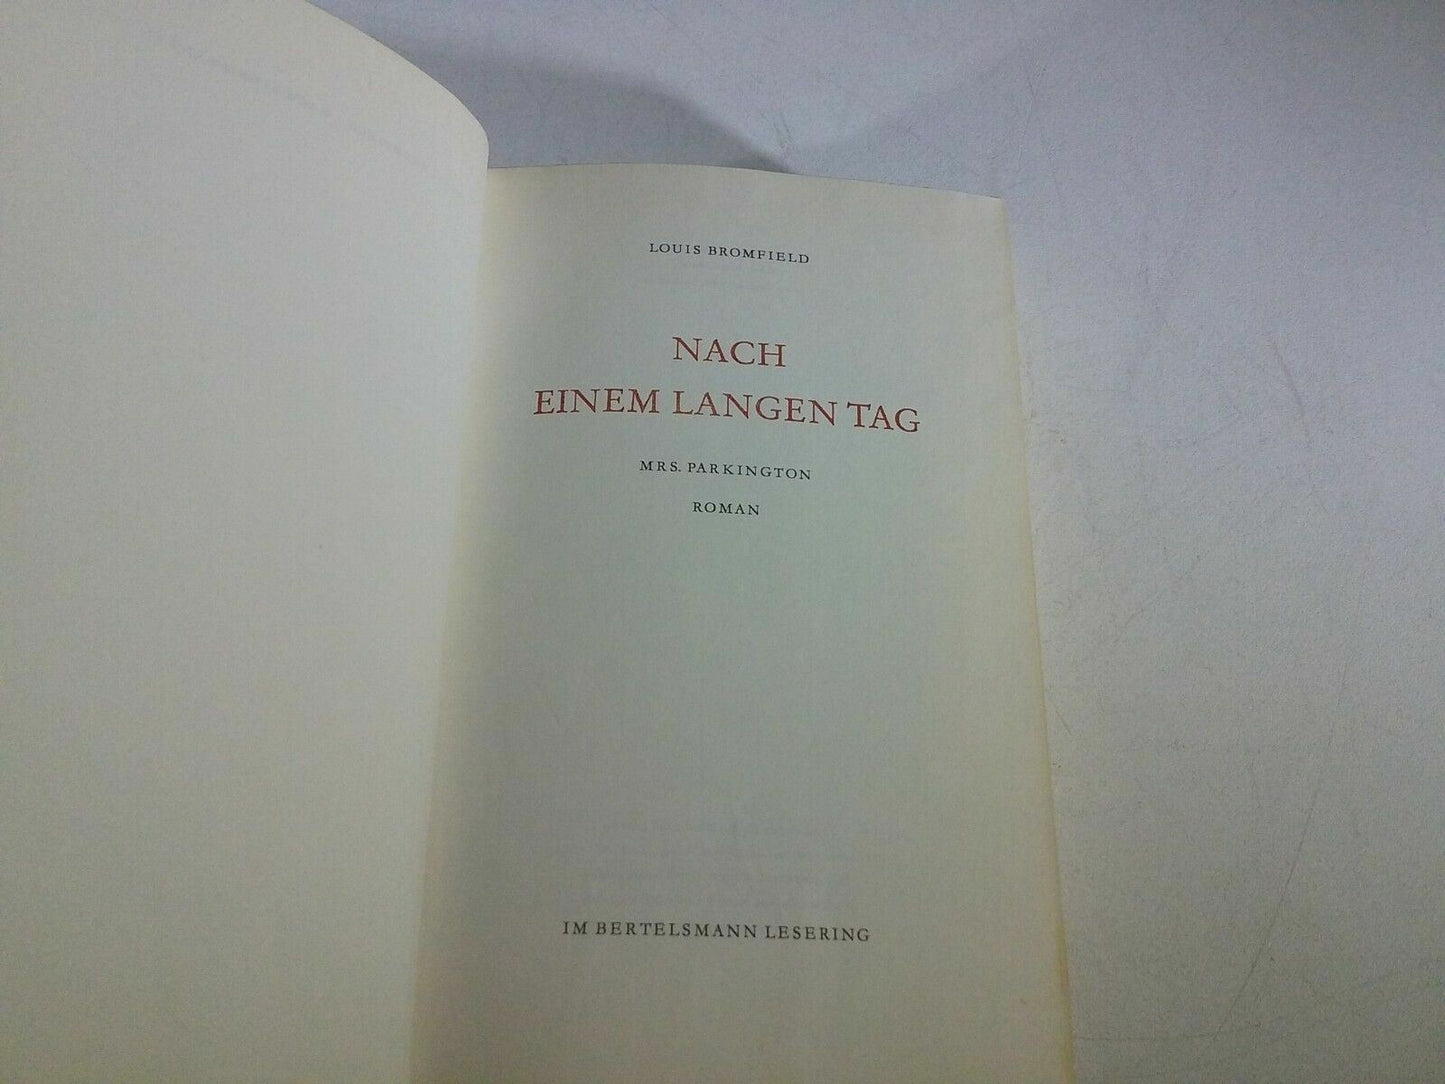 LOUIS BROMFIELD
NACH
EINEM LANGEN TAG
MRS. PARKINGTON
ROMAN
IM BERTELSMANN LESERING